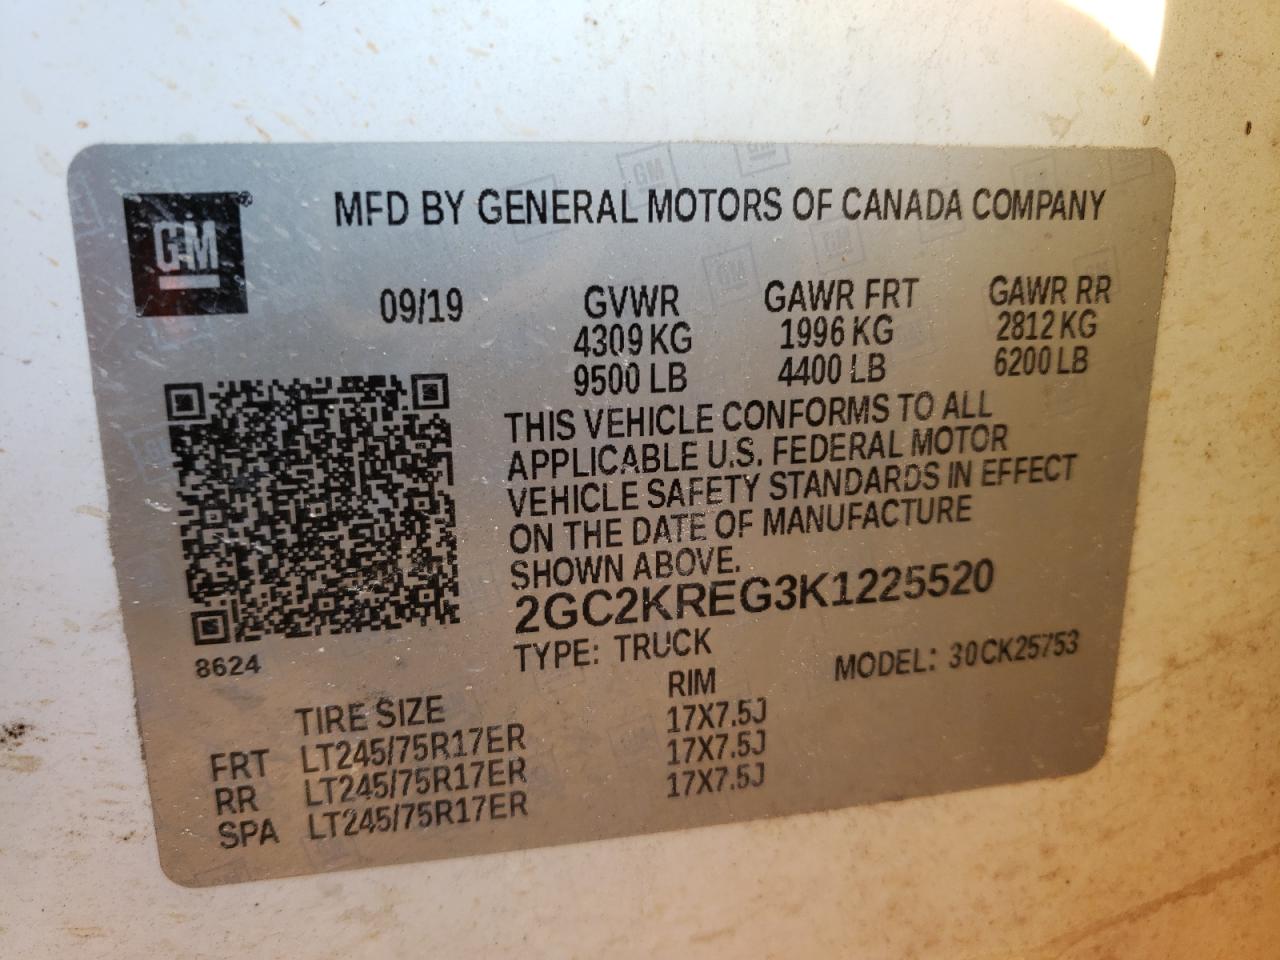 GM
MFD BY GENERAL MOTORS OF CANADA COMPANY
09/19 GVWR GAWR FRT GAWR RR
4309 KG 1996 KG 2812 KG
9500 LB 4400 LB 6200 LB
THIS VEHICLE CONFORMS TO ALL
APPLICABLE U.S. FEDERAL MOTOR
VEHICLE SAFETY STANDARDS IN EFFECT
ON THE DATE OF MANUFACTURE
SHOWN ABOVE.
2GC2KREG3K1225520
8624 TYPE: TRUCK MODEL: 30CK25753
TIRE SIZE RIM
FRT LT245/75R17ER 17X7.5J
RR LT245/75R17ER 17X7.5J
SPA LT245/75R17ER 17X7.5J